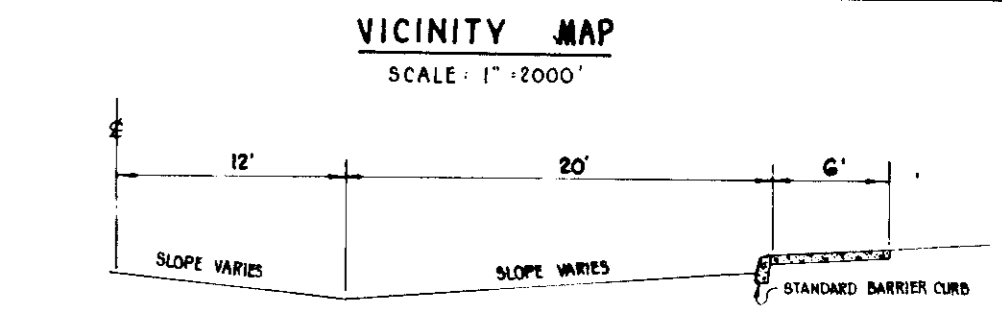 VICINITY MAP
SCALE: 1" = 2000'
℄
12' 20' 6'
SLOPE VARIES
SLOPE VARIES
STANDARD BARRIER CURB